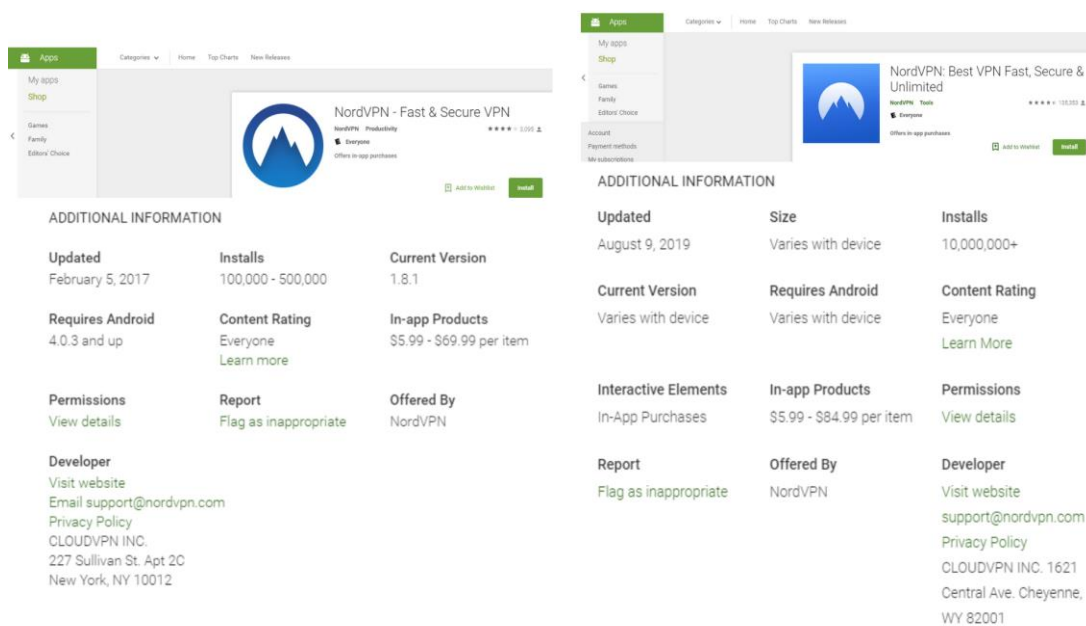 Apps
Categories
Home
Top Charts
New Releases
My apps
Shop
Games
Family
Editors' Choice
NordVPN - Fast & Secure VPN
NordVPN Productivity
Everyone
Offers in-app purchases
Add to Wishlist
Install
ADDITIONAL INFORMATION
Updated
February 5, 2017
Installs
100,000 - 500,000
Current Version
1.8.1
Requires Android
4.0.3 and up
Content Rating
Everyone
Learn more
In-app Products
$5.99 - $69.99 per item
Permissions
View details
Report
Flag as inappropriate
Offered By
NordVPN
Developer
Visit website
Email support@nordvpn.com
Privacy Policy
CLOUDVPN INC.
227 Sullivan St. Apt 2C
New York, NY 10012
Apps
Categories
Home
Top Charts
New Releases
My apps
Shop
Games
Family
Editors' Choice
Account
Payment methods
My subscriptions
NordVPN: Best VPN Fast, Secure &
Unlimited
NordVPN Tools
Everyone
Offers in-app purchases
Add to Wishlist
Install
ADDITIONAL INFORMATION
Updated
August 9, 2019
Size
Varies with device
Installs
10,000,000+
Current Version
Varies with device
Requires Android
Varies with device
Content Rating
Everyone
Learn More
Interactive Elements
In-App Purchases
In-app Products
$5.99 - $84.99 per item
Permissions
View details
Report
Flag as inappropriate
Offered By
NordVPN
Developer
Visit website
support@nordvpn.com
Privacy Policy
CLOUDVPN INC. 1621
Central Ave. Cheyenne,
WY 82001